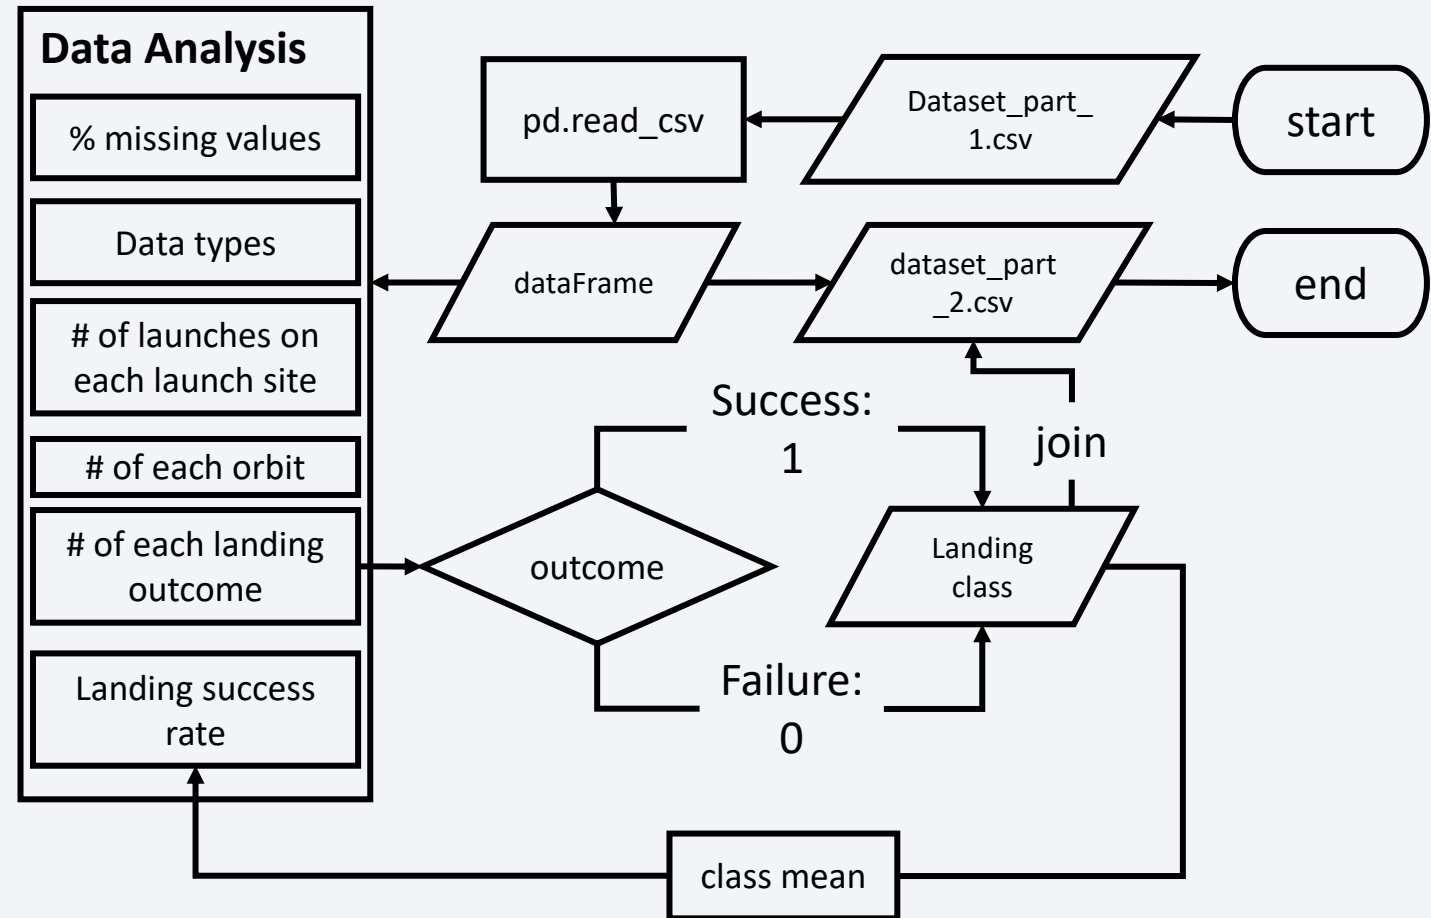 Data Analysis
% missing values
Data types
# of launches on
each launch site
# of each orbit
# of each landing
outcome
Landing success
rate
pd.read_csv
Dataset_part_
1.csv
start
dataFrame
dataset_part
_2.csv
end
Success:
1
join
outcome
Landing
class
Failure:
0
class mean